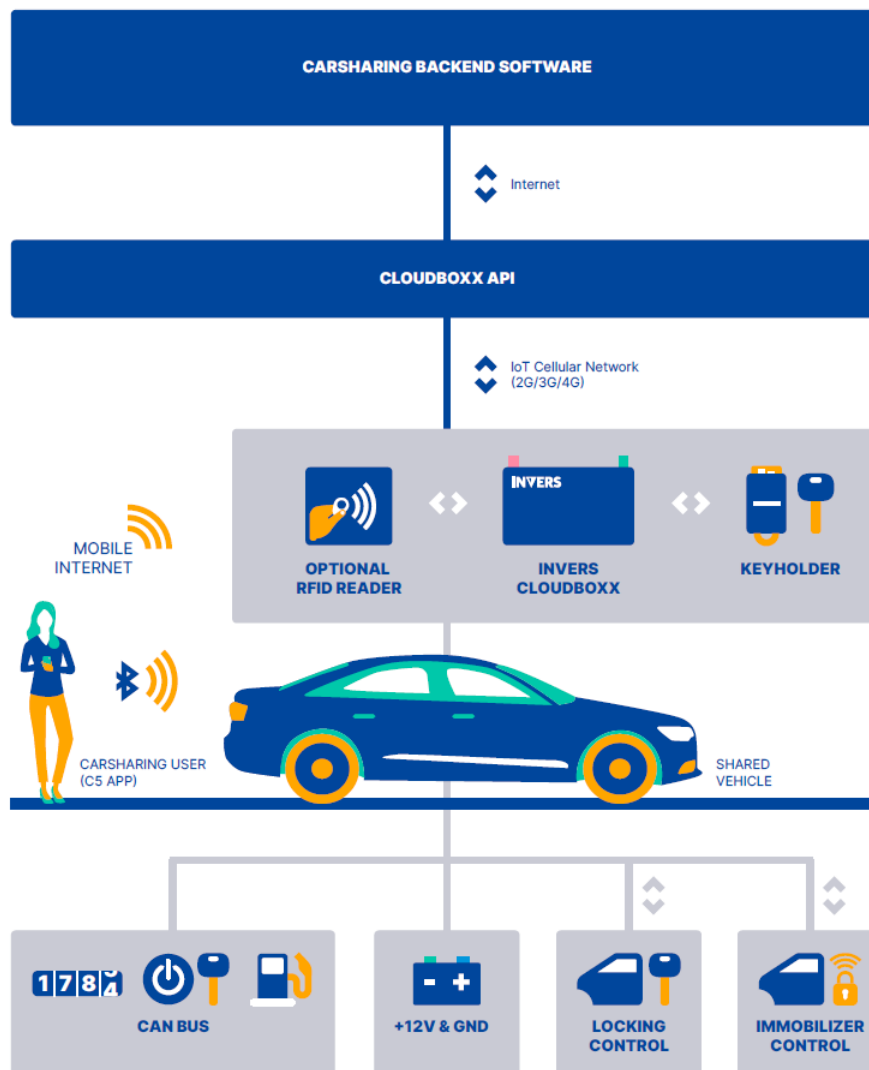 CARSHARING BACKEND SOFTWARE
Internet
CLOUDBOXX API
IoT Cellular Network
(2G/3G/4G)
INVERS
OPTIONAL
RFID READER
INVERS
CLOUDBOXX
KEYHOLDER
MOBILE
INTERNET
CARSHARING USER
(C5 APP)
SHARED
VEHICLE
1784
CAN BUS
- +
+12V & GND
LOCKING
CONTROL
IMMOBILIZER
CONTROL